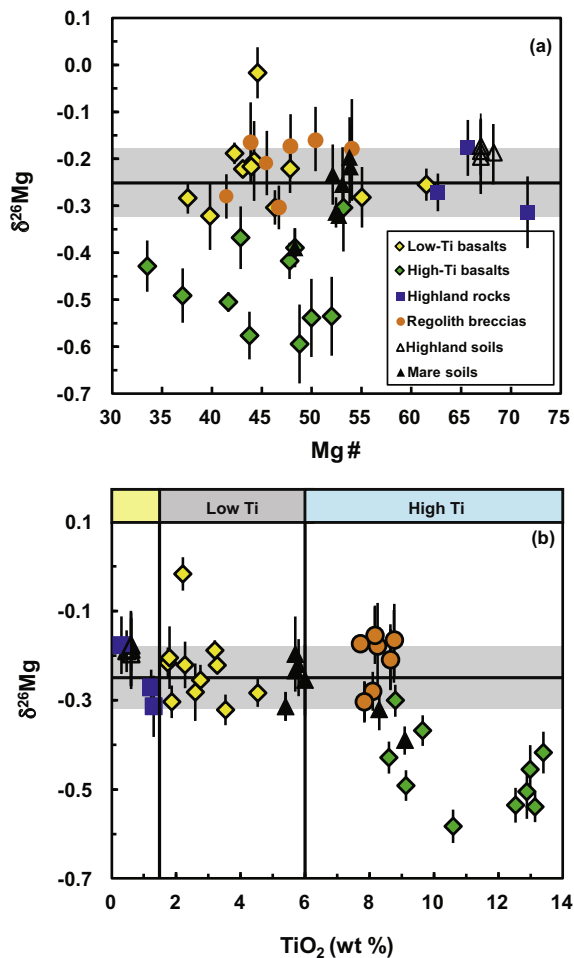 (a)
0.1
0.0
-0.1
-0.2
-0.3
-0.4
-0.5
-0.6
-0.7
δ26Mg
Low-Ti basalts
High-Ti basalts
Highland rocks
Regolith breccias
Highland soils
Mare soils
30 35 40 45 50 55 60 65 70 75
Mg #
Low Ti High Ti
(b)
0.1
-0.1
-0.3
-0.5
-0.7
δ26Mg
0 2 4 6 8 10 12 14
TiO2 (wt %)